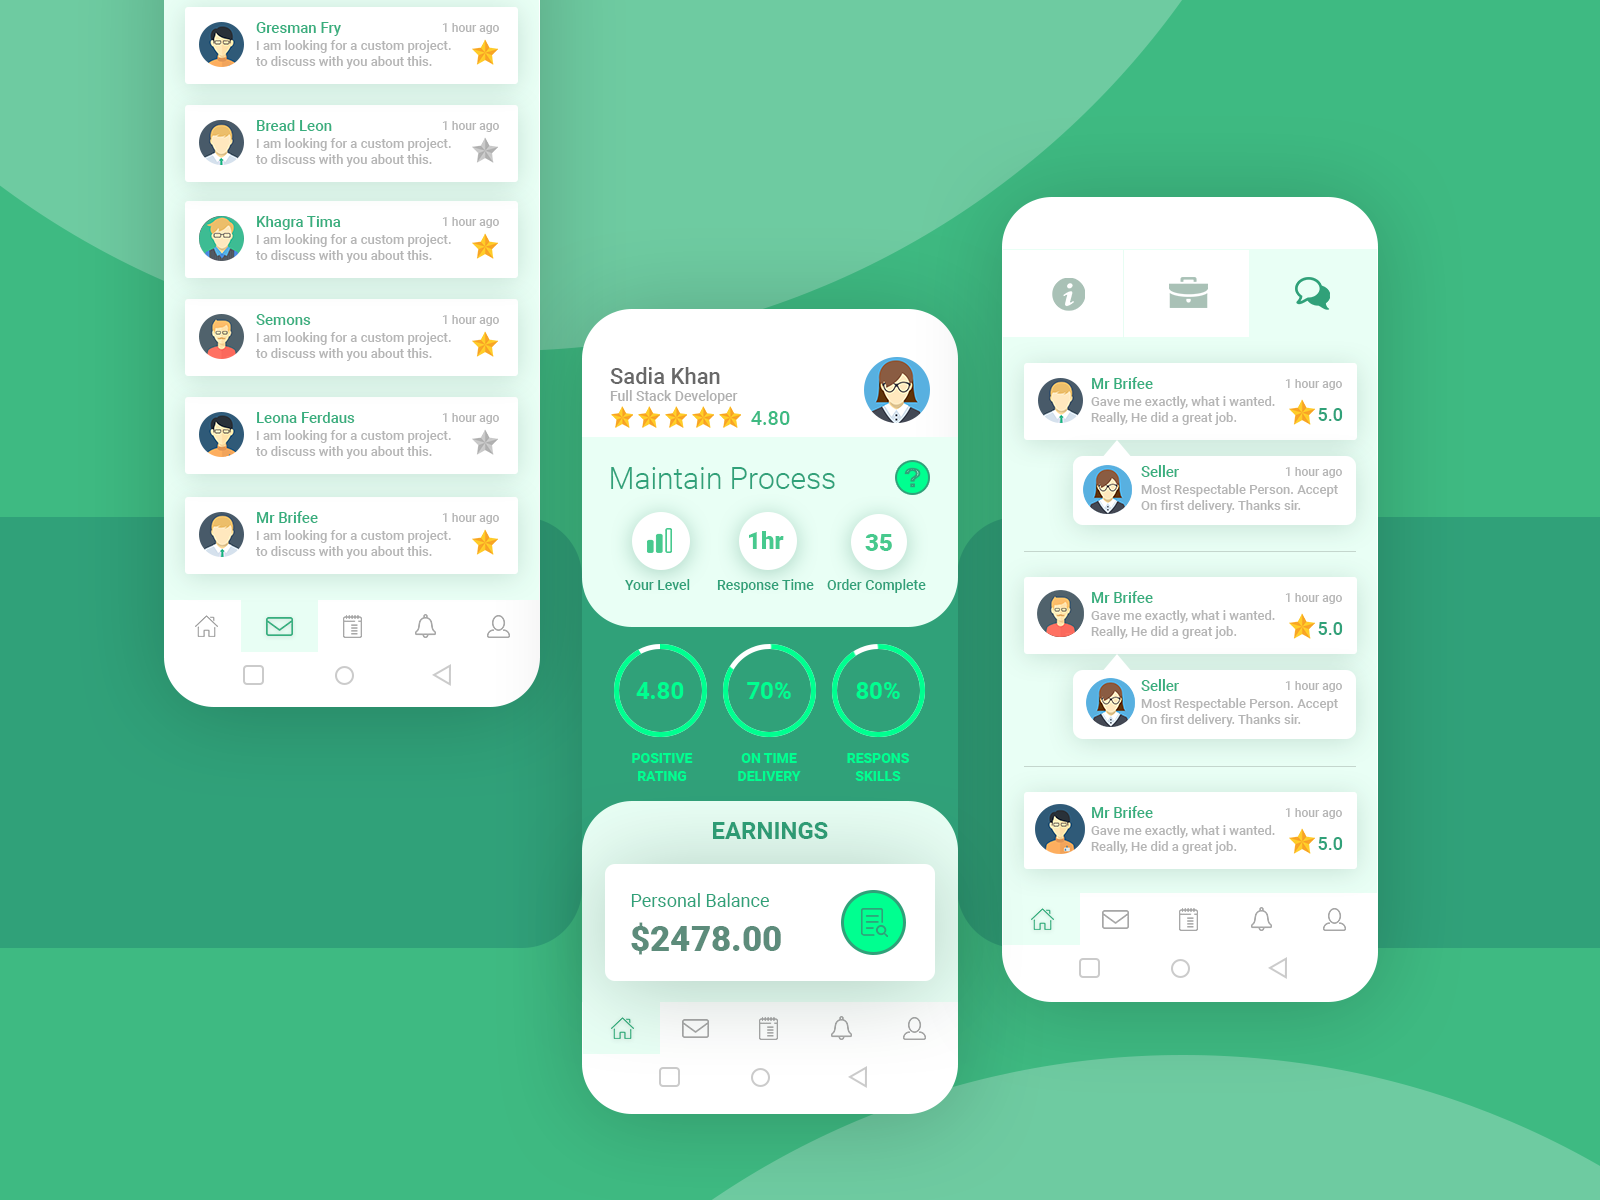 Gresman Fry
1 hour ago
I am looking for a custom project.
to discuss with you about this.
Bread Leon
1 hour ago
I am looking for a custom project.
to discuss with you about this.
Khagra Tima
1 hour ago
I am looking for a custom project.
to discuss with you about this.
Semons
1 hour ago
I am looking for a custom project.
to discuss with you about this.
Leona Ferdaus
1 hour ago
I am looking for a custom project.
to discuss with you about this.
Mr Brifee
1 hour ago
I am looking for a custom project.
to discuss with you about this.
Sadia Khan
Full Stack Developer
4.80
Maintain Process
?
1hr
35
Your Level
Response Time
Order Complete
4.80
70%
80%
POSITIVE
RATING
ON TIME
DELIVERY
RESPONS
SKILLS
EARNINGS
Personal Balance
$2478.00
i
Mr Brifee
1 hour ago
Gave me exactly, what i wanted.
Really, He did a great job.
5.0
Seller
1 hour ago
Most Respectable Person. Accept
On first delivery. Thanks sir.
Mr Brifee
1 hour ago
Gave me exactly, what i wanted.
Really, He did a great job.
5.0
Seller
1 hour ago
Most Respectable Person. Accept
On first delivery. Thanks sir.
Mr Brifee
1 hour ago
Gave me exactly, what i wanted.
Really, He did a great job.
5.0